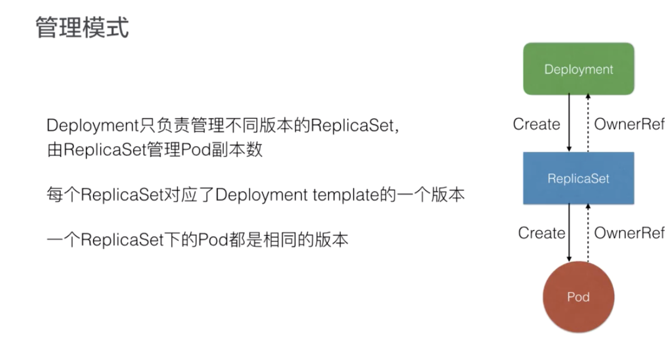 管理模式
Deployment
Deployment只负责管理不同版本的ReplicaSet,
由ReplicaSet管理Pod副本数
Create
OwnerRef
每个ReplicaSet对应了Deployment template的一个版本
ReplicaSet
一个ReplicaSet下的Pod都是相同的版本
Create
OwnerRef
Pod